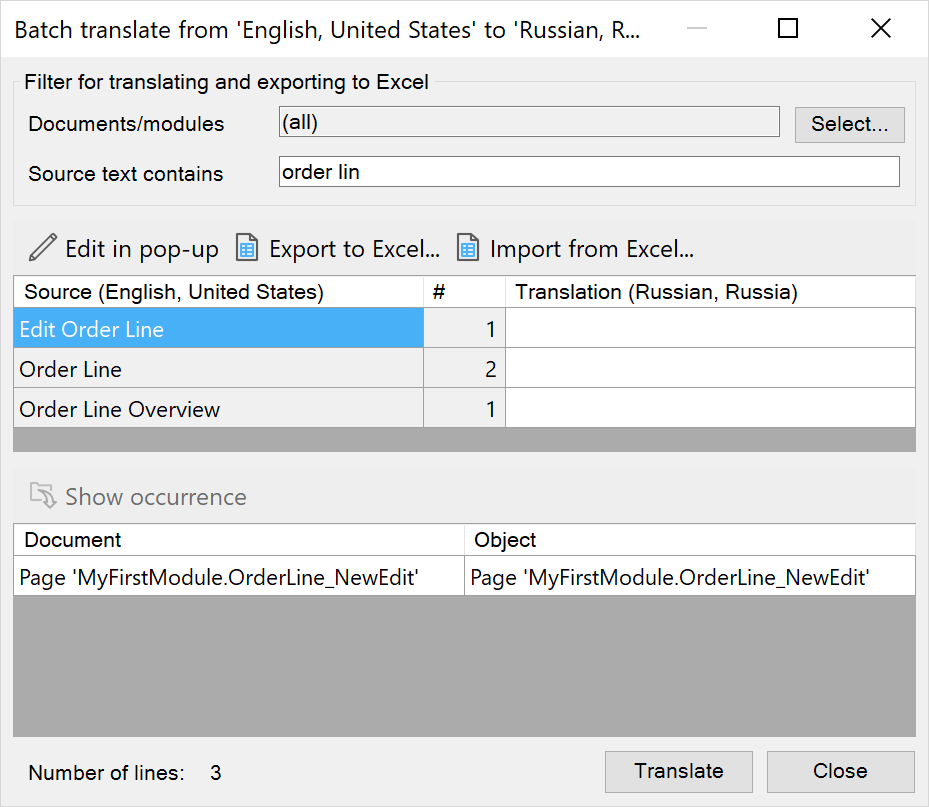 Batch translate from 'English, United States' to 'Russian, R...
Filter for translating and exporting to Excel
Documents/modules (all) Select...
Source text contains order lin
Edit in pop-up Export to Excel... Import from Excel...
Source (English, United States) # Translation (Russian, Russia)
Edit Order Line 1
Order Line 2
Order Line Overview 1
Show occurrence
Document Object
Page 'MyFirstModule.OrderLine_NewEdit' Page 'MyFirstModule.OrderLine_NewEdit'
Number of lines: 3 Translate Close